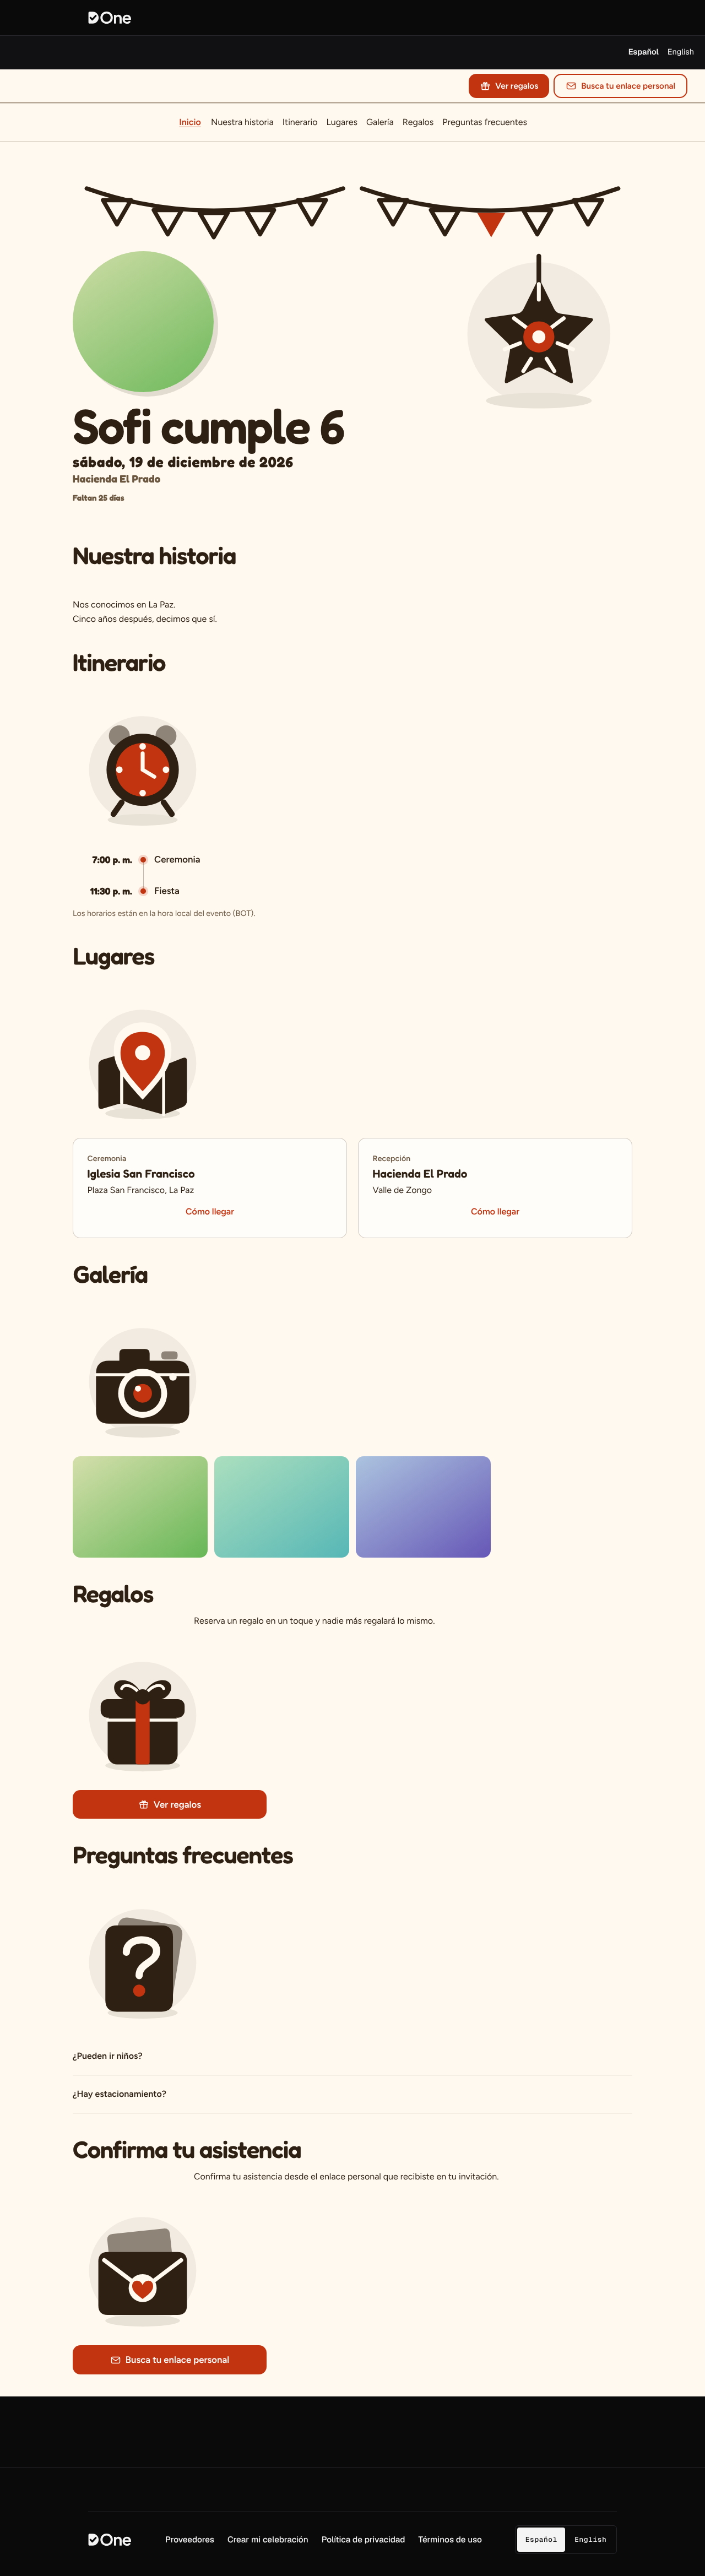 One
Español English
Ver regalos Busca tu enlace personal
Inicio Nuestra historia Itinerario Lugares Galería Regalos Preguntas frecuentes
Sofi cumple 6
sábado, 19 de diciembre de 2026
Hacienda El Prado
Faltan 25 días
Nuestra historia
Nos conocimos en La Paz.
Cinco años después, decimos que sí.
Itinerario
7:00 p. m. Ceremonia
11:30 p. m. Fiesta
Los horarios están en la hora local del evento (BOT).
Lugares
Ceremonia
Iglesia San Francisco
Plaza San Francisco, La Paz
Cómo llegar
Recepción
Hacienda El Prado
Valle de Zongo
Cómo llegar
Galería
Regalos
Reserva un regalo en un toque y nadie más regalará lo mismo.
Ver regalos
Preguntas frecuentes
?
¿Pueden ir niños?
¿Hay estacionamiento?
Confirma tu asistencia
Confirma tu asistencia desde el enlace personal que recibiste en tu invitación.
Busca tu enlace personal
One Proveedores Crear mi celebración Política de privacidad Términos de uso Español English